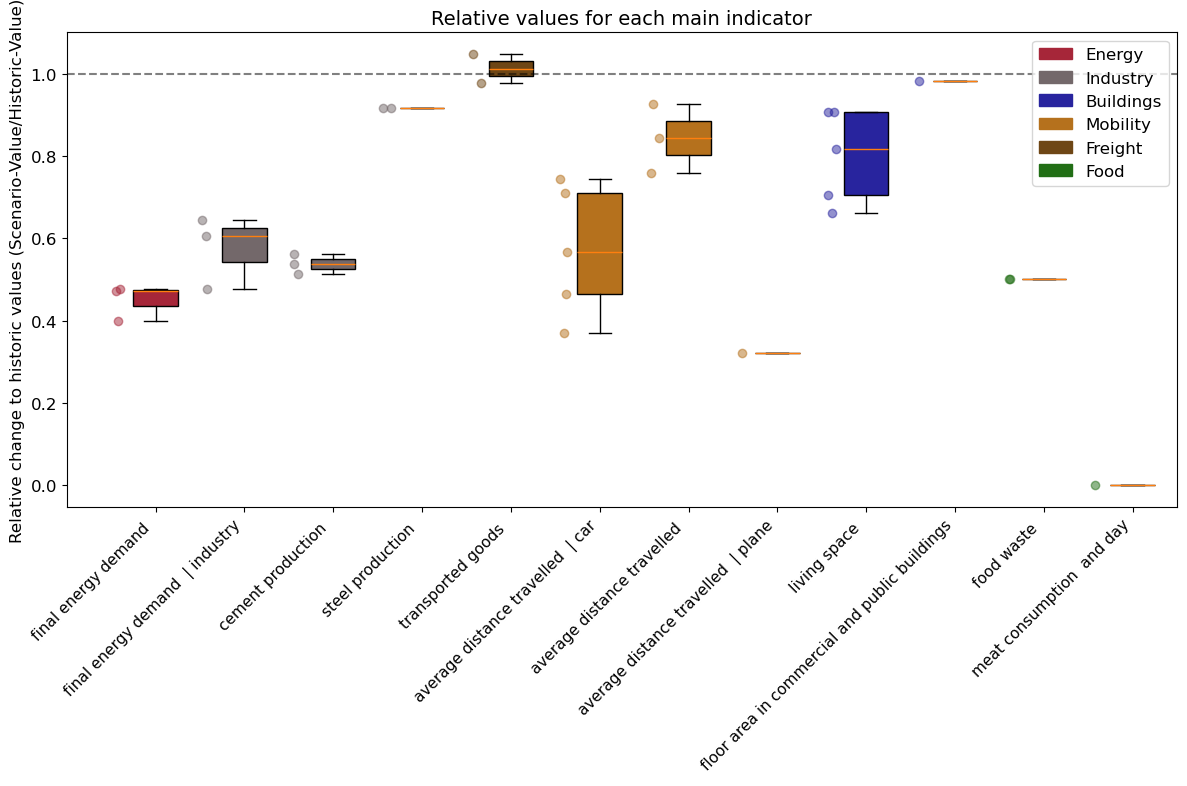 Relative values for each main indicator
Relative change to historic values (Scenario-Value/Historic-Value)
1.0
0.8
0.6
0.4
0.2
0.0
Energy
Industry
Buildings
Mobility
Freight
Food
final energy demand
final energy demand | industry
cement production
steel production
transported goods
average distance travelled | car
average distance travelled
average distance travelled | plane
living space
floor area in commercial and public buildings
food waste
meat consumption and day